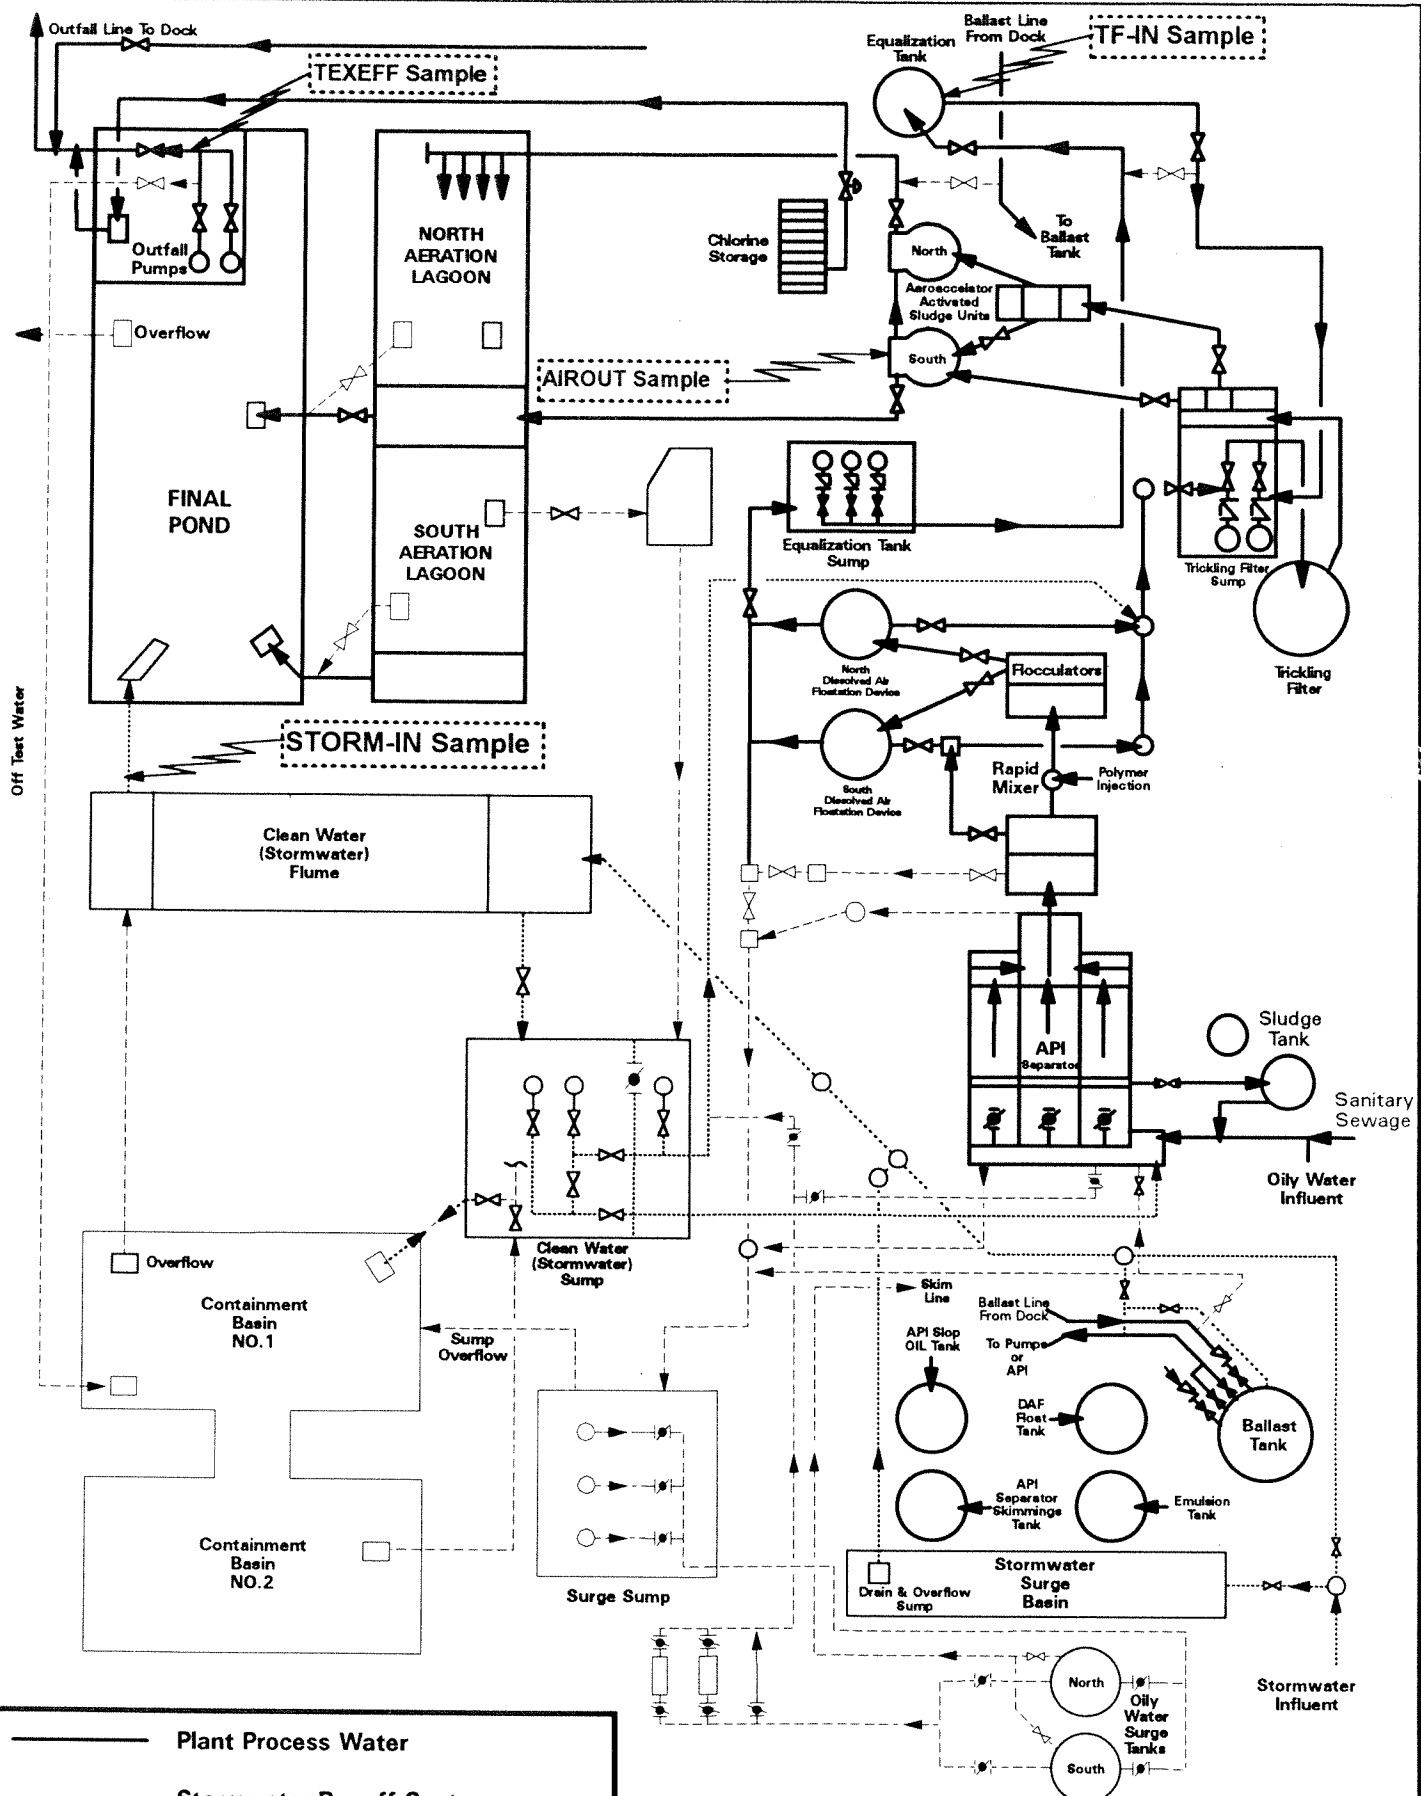 Outfall Line To Dock
TEXEFF Sample
Equalization
Tank
Ballast Line
From Dock
TF-IN Sample
Outfall
Pumps
NORTH
AERATION
LAGOON
Chlorine
Storage
North
Aeroaccelator
Activated
Sludge Units
To
Ballast
Tank
Overflow
AIROUT Sample
South
FINAL
POND
SOUTH
AERATION
LAGOON
Equalization Tank
Sump
Trickling Filter
Sump
Trickling
Filter
North
Dissolved Air
Floatation Device
Flocculators
Off Test Water
STORM-IN Sample
South
Dissolved Air
Floatation Device
Rapid
Mixer
Polymer
Injection
Clean Water
(Stormwater)
Flume
API
Separator
Sludge
Tank
Sanitary
Sewage
Oily Water
Influent
Clean Water
(Stormwater)
Sump
Overflow
Containment
Basin
NO.1
Sump
Overflow
Skim
Line
Ballast Line
From Dock
To Pumps
or
API
API Slop
OIL Tank
DAF
Float
Tank
Ballast
Tank
API
Separator
Skimmings
Tank
Emulsion
Tank
Containment
Basin
NO.2
Surge Sump
Stormwater
Surge
Basin
Drain & Overflow
Sump
Stormwater
Influent
North
Oily
Water
Surge
Tanks
South
Plant Process Water